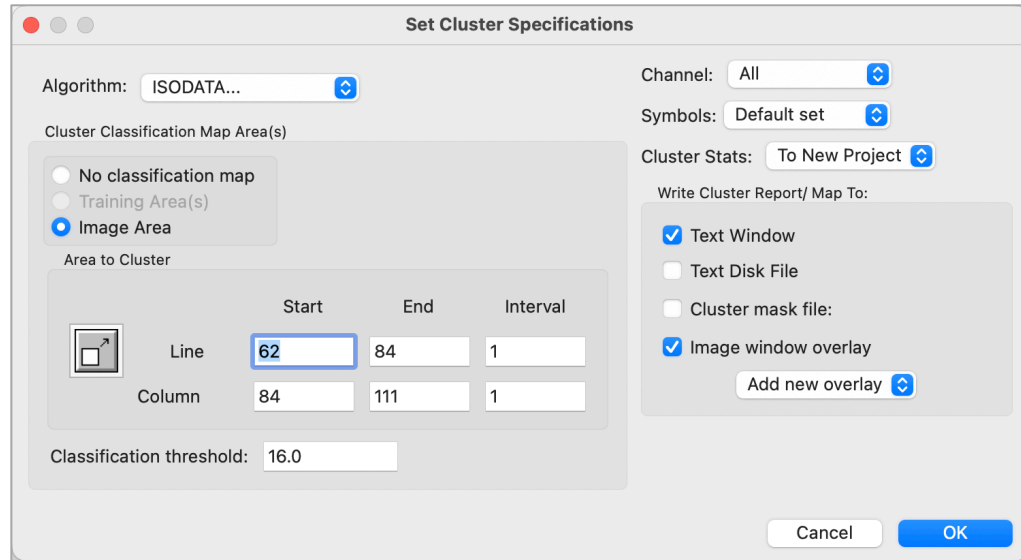 Set Cluster Specifications
Algorithm: ISODATA...
Cluster Classification Map Area(s)
No classification map
Training Area(s)
Image Area
Area to Cluster
Start End Interval
Line 62 84 1
Column 84 111 1
Classification threshold: 16.0
Channel: All
Symbols: Default set
Cluster Stats: To New Project
Write Cluster Report/ Map To:
Text Window
Text Disk File
Cluster mask file:
Image window overlay
Add new overlay
Cancel OK